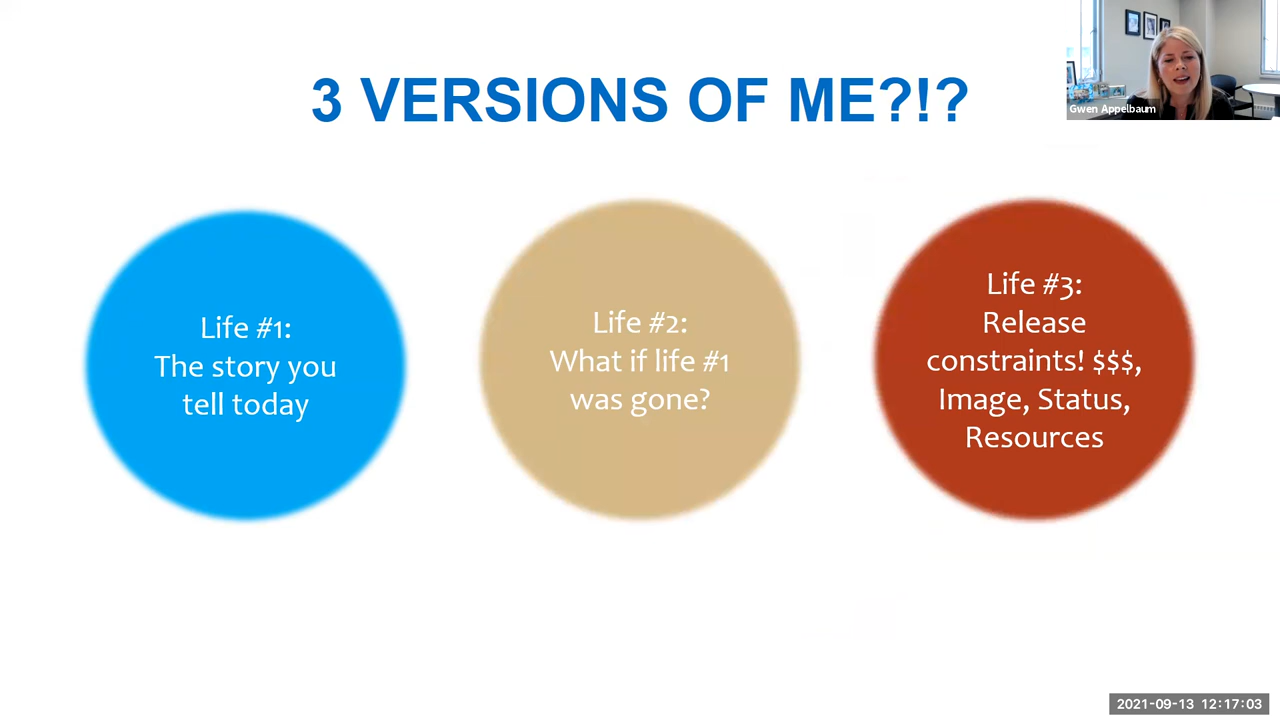 3 VERSIONS OF ME?!?
Gwen Appelbaum
Life #1:
The story you
tell today
Life #2:
What if life #1
was gone?
Life #3:
Release
constraints! $$$,
Image, Status,
Resources
2021-09-13 12:17:03